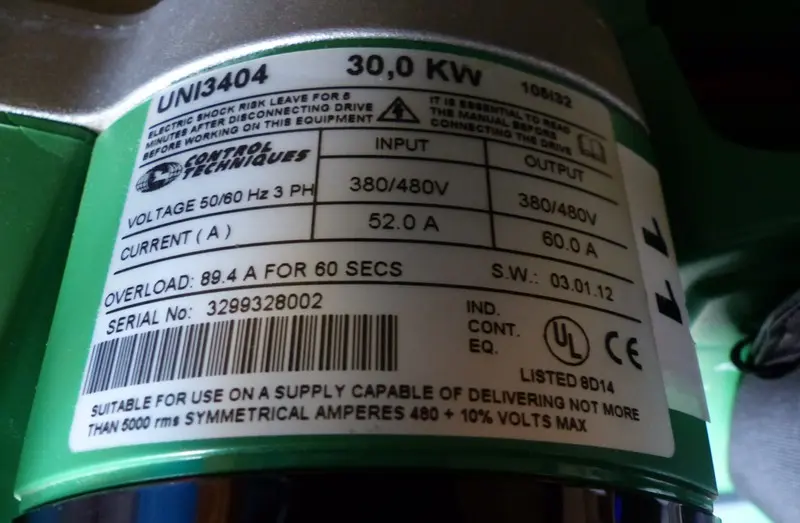 UNI3404 30,0 KW 105I32
ELECTRIC SHOCK RISK LEAVE FOR 5
MINUTES AFTER DISCONNECTING DRIVE
BEFORE WORKING ON THIS EQUIPMENT
IT IS ESSENTIAL TO READ
THE MANUAL BEFORE
CONNECTING THE DRIVE
CONTROL
TECHNIQUES
INPUT OUTPUT
VOLTAGE 50/60 Hz 3 PH 380/480V 380/480V
CURRENT ( A ) 52.0 A 60.0 A
OVERLOAD: 89.4 A FOR 60 SECS S.W.: 03.01.12
SERIAL No: 3299328002
IND.
CONT.
EQ.
UL CE
LISTED 8D14
SUITABLE FOR USE ON A SUPPLY CAPABLE OF DELIVERING NOT MORE
THAN 5000 rms SYMMETRICAL AMPERES 480 + 10% VOLTS MAX